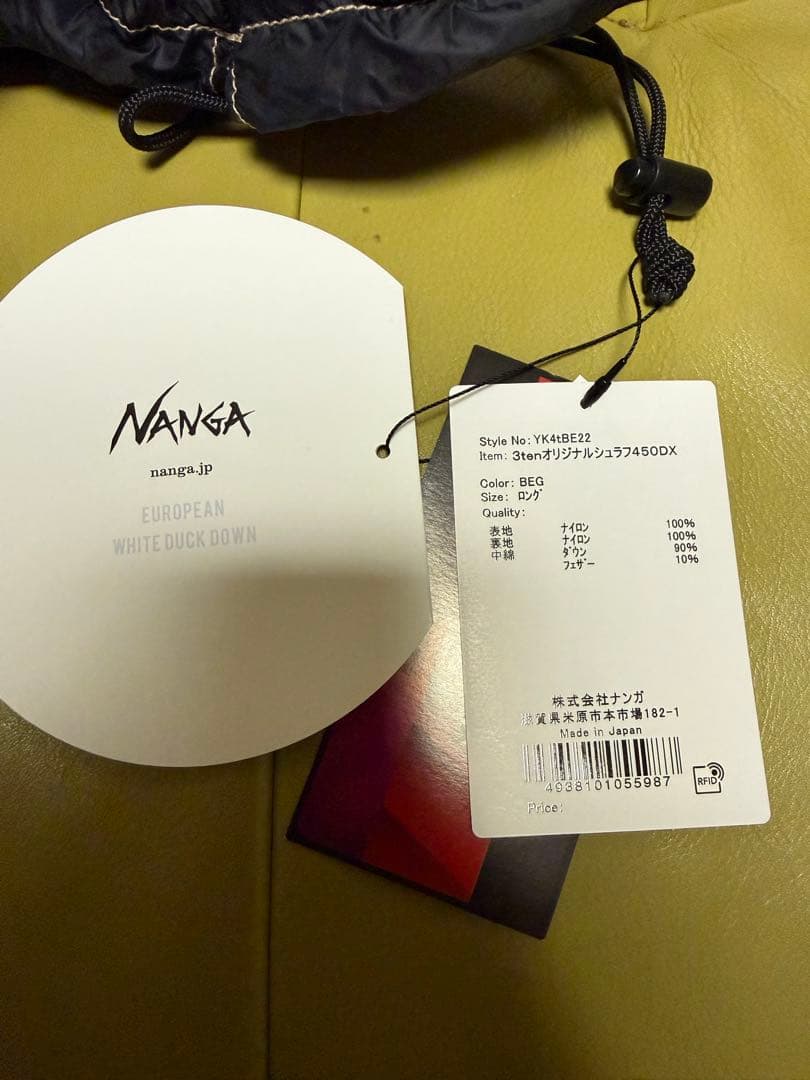 NANGA
nanga.jp
EUROPEAN
WHITE DUCK DOWN
Style No: YK4tBE22
Item: 3tenオリジナルシュラフ450DX
Color: BEG
Size: ﾛﾝｸﾞ
Quality:
表地 ﾅｲﾛﾝ 100%
裏地 ﾅｲﾛﾝ 100%
中綿 ﾀﾞｳﾝ 90%
ﾌｪｻﾞｰ 10%
株式会社ナンガ
滋賀県米原市本市場182-1
Made in Japan
4938101055987
RFID
Price: